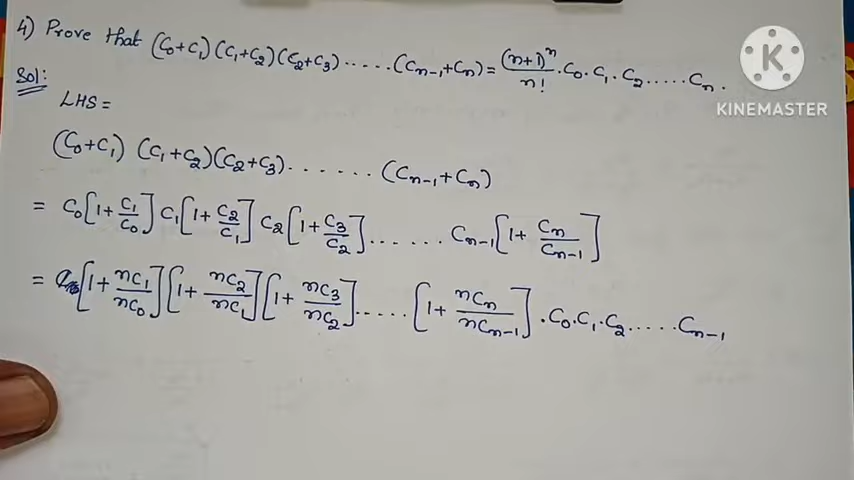 4) Prove that (C₀+C₁)(C₁+C₂)(C₂+C₃).....(Cₙ₋₁+Cₙ)=(n+1)ⁿ/n! ·C₀·C₁·C₂.....Cₙ.
Sol:
LHS=
(C₀+C₁) (C₁+C₂)(C₂+C₃)....... (Cₙ₋₁+Cₙ)
= C₀[1+C₁/C₀]C₁[1+C₂/C₁]C₂[1+C₃/C₂]....... Cₙ₋₁[1+Cₙ/Cₙ₋₁]
= [1+nC₁/nC₀][1+nC₂/nC₁][1+nC₃/nC₂].....[1+nCₙ/nCₙ₋₁].C₀.C₁.C₂.....Cₙ₋₁
K
KINEMASTER